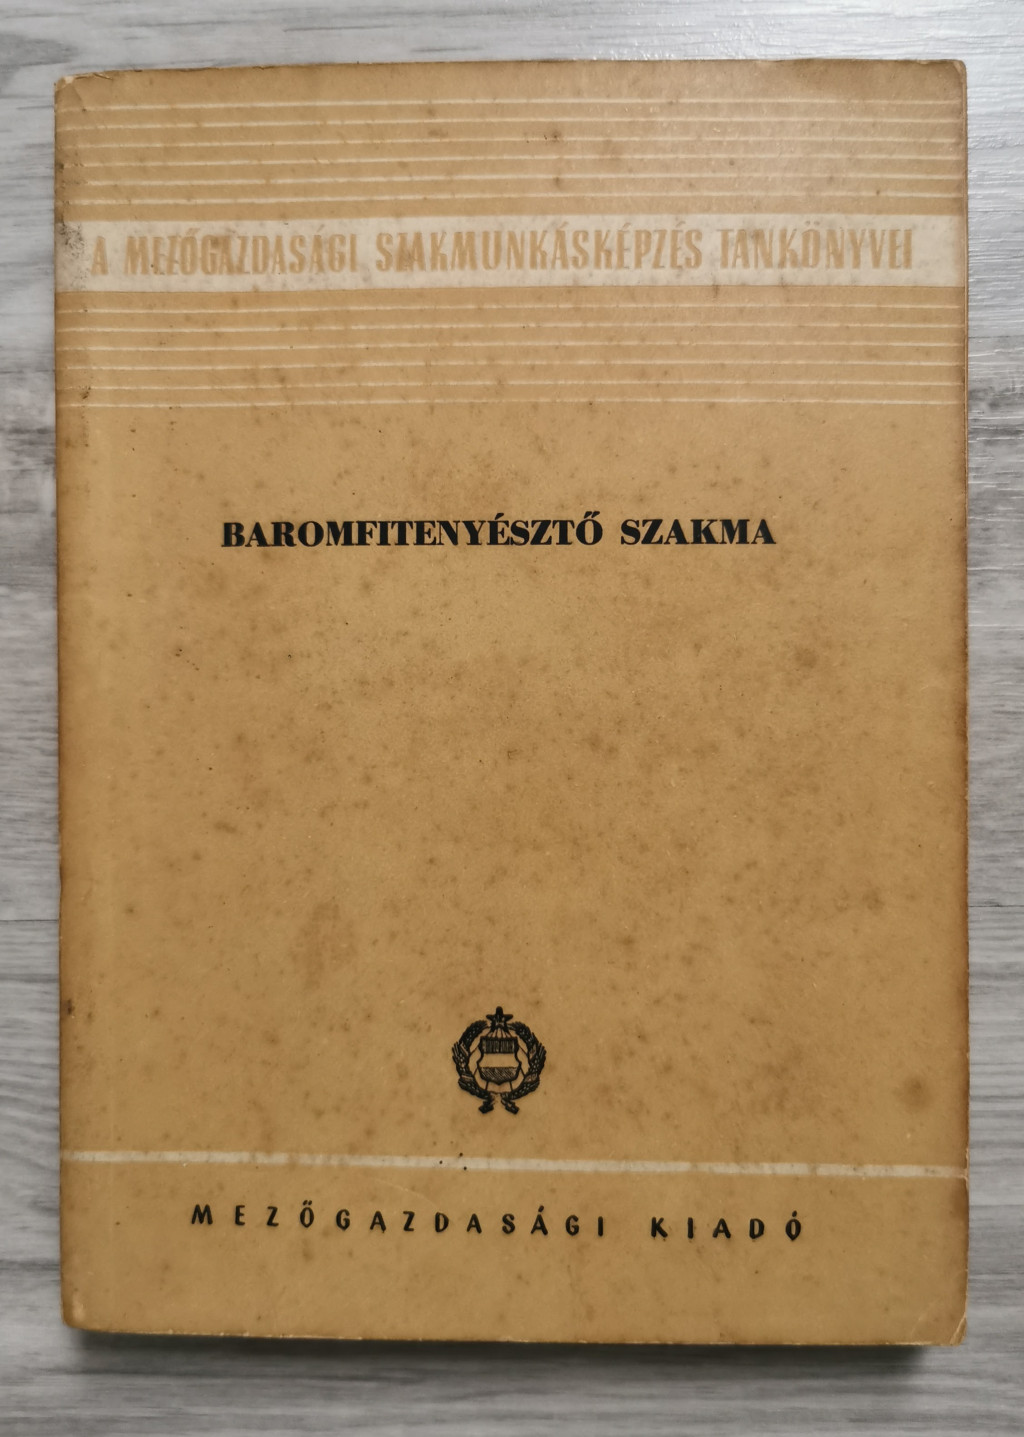 A MEZŐGAZDASÁGI SZAKMUNKÁSKÉPZÉS TANKÖNYVEI
BAROMFITENYÉSZTŐ SZAKMA
MEZŐGAZDASÁGI KIADÓ